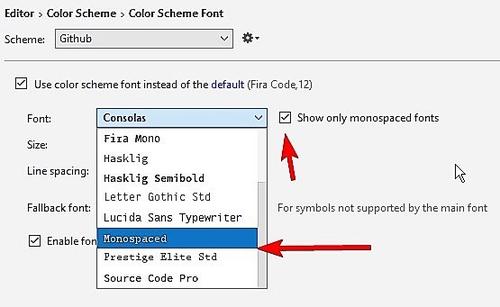 Editor › Color Scheme › Color Scheme Font
Scheme: Github
Use color scheme font instead of the default (Fira Code,12)
Font: Consolas Show only monospaced fonts
Fira Mono
Size:
Hasklig
Line spacing:
Hasklig Semibold
Letter Gothic Std
Fallback font: Lucida Sans Typewriter For symbols not supported by the main font
Enable fon Monospaced
Prestige Elite Std
Source Code Pro